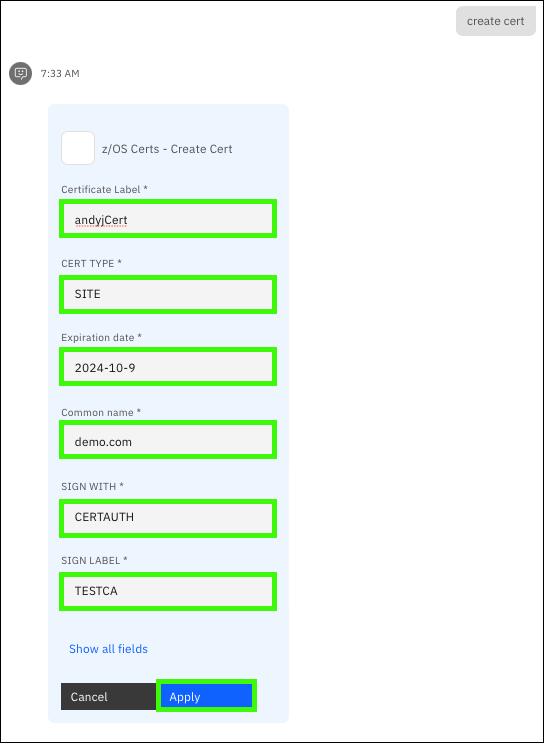 create cert
7:33 AM
z/OS Certs - Create Cert
Certificate Label *
andyjCert
CERT TYPE *
SITE
Expiration date *
2024-10-9
Common name *
demo.com
SIGN WITH *
CERTAUTH
SIGN LABEL *
TESTCA
Show all fields
Cancel Apply